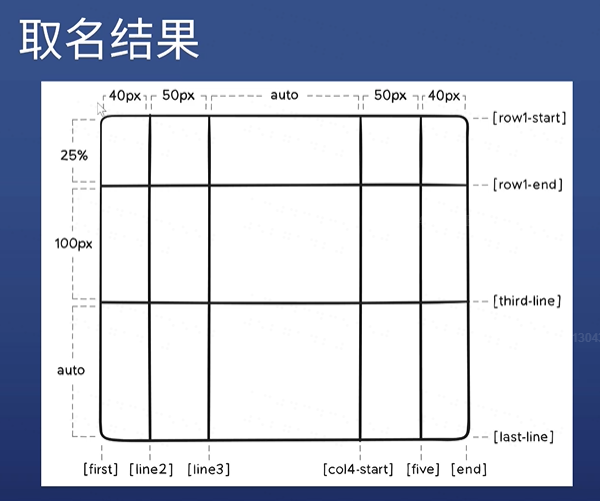 取名结果
40px 50px auto 50px 40px
[row1-start]
25%
[row1-end]
100px
[third-line]
auto
[last-line]
[first] [line2] [line3] [col4-start] [five] [end]